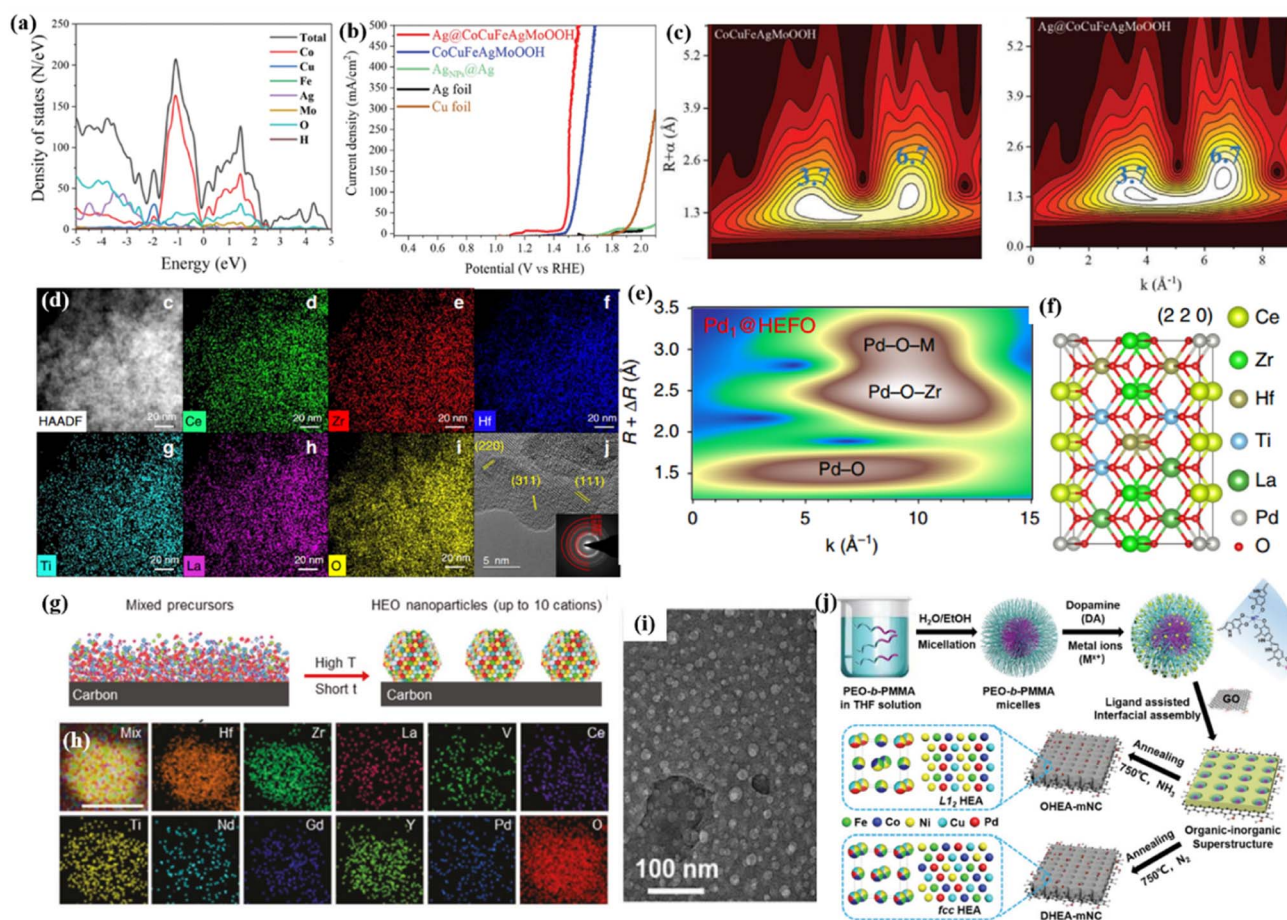 (a)
Density of states (N/eV)
250
200
150
100
50
0
-5 -4 -3 -2 -1 0 1 2 3 4 5
Energy (eV)
Total
Co
Cu
Fe
Ag
Mo
O
H
(b)
Current density (mA/cm²)
500
450
400
350
300
250
200
150
100
50
0
0.4 0.6 0.8 1.0 1.2 1.4 1.6 1.8 2.0
Potential (V vs RHE)
Ag@CoCuFeAgMoOOH
CoCuFeAgMoOOH
AgNPs@Ag
Ag foil
Cu foil
(c)
CoCuFeAgMoOOH
R+α (Å)
5.2
3.9
2.6
1.3
3.7
6.7
Ag@CoCuFeAgMoOOH
5.2
3.9
2.6
1.3
0.0
3.7
6.7
0 2 4 6 8
k (Å⁻¹)
(d)
c
HAADF
20 nm
d
Ce
20 nm
e
Zr
20 nm
f
Hf
20 nm
g
Ti
20 nm
h
La
20 nm
i
O
20 nm
j
(220)
(311)
(111)
5 nm
(e)
Pd₁@HEFO
R + ΔR (Å)
3.5
3.0
2.5
2.0
1.5
Pd–O–M
Pd–O–Zr
Pd–O
0 5 10 15
k (Å⁻¹)
(f)
(2 2 0)
Ce
Zr
Hf
Ti
La
Pd
O
(g)
Mixed precursors
HEO nanoparticles (up to 10 cations)
High T
Short t
Carbon
Carbon
(h)
Mix
Hf
Zr
La
V
Ce
Ti
Nd
Gd
Y
Pd
O
(i)
100 nm
(j)
PEO-b-PMMA
in THF solution
H₂O/EtOH
Micellation
PEO-b-PMMA
micelles
Dopamine
(DA)
Metal ions
(Mˣ⁺)
Ligand assisted
Interfacial assembly
GO
Organic-inorganic
Superstructure
Annealing
750℃, NH₃
OHEA-mNC
L1₂ HEA
Fe Co Ni Cu Pd
Annealing
750℃, N₂
DHEA-mNC
fcc HEA